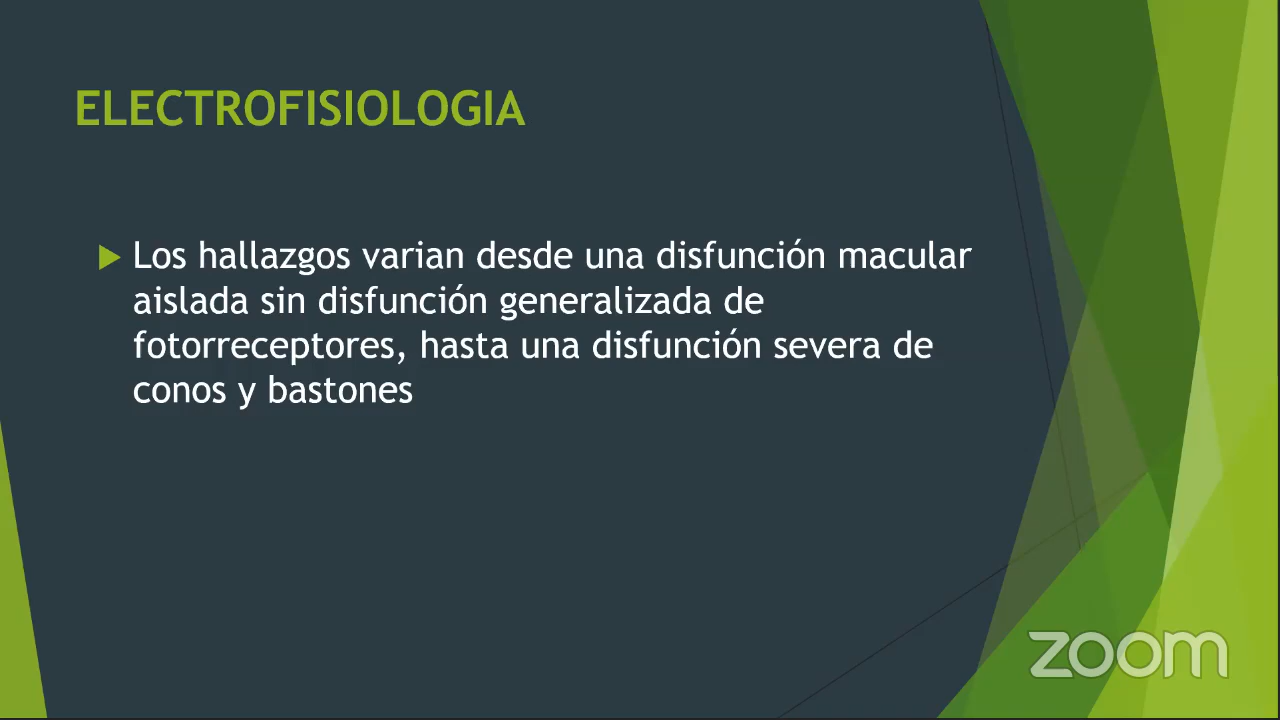 ELECTROFISIOLOGIA
Los hallazgos varian desde una disfunción macular
aislada sin disfunción generalizada de
fotorreceptores, hasta una disfunción severa de
conos y bastones
zoom